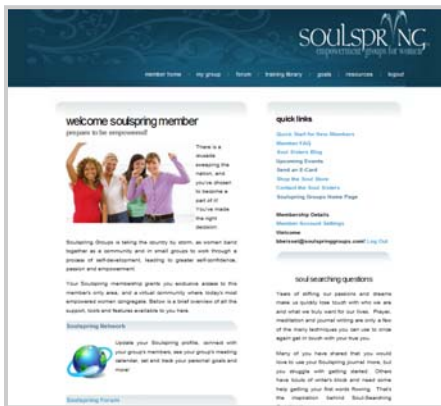 SOULSPRING
empowerment groups for women
member home
my group
forum
training library
goals
resources
logout
welcome soulspring member
prepare to be empowered!
There is a
crusade
sweeping the
nation, and
you've chosen
to become a
part of it!
You've made
the right
decision.
Soulspring Groups is taking the country by storm, as women band
together as a community and in small groups to work through a
process of self-development, leading to greater self-confidence,
passion and empowerment.
Your Soulspring membership grants you exclusive access to this
member's only area, and a virtual community where today's most
empowered women congregate. Below is a brief overview of all the
support, tools and features available to you here.
Soulspring Network
Update your Soulspring profile, connect with
your group's members, see your group's meeting
calendar, set and track your personal goals and
more!
Soulspring Forum
quick links
Quick Start for New Members
Member FAQ
Soul Sisters Blog
Upcoming Events
Send an E-Card
Shop the Soul Store
Contact the Soul Sisters
Soulspring Groups Home Page
Membership Details
Member Account Settings
Welcome
Log Out
soul-searching questions
Years of stifling our passions and dreams
make us quickly lose touch with who we are
and what we truly want for our lives. Prayer,
meditation and journal writing are only a few
of the many techniques you can use to once
again get in touch with your true you.
Many of you have shared that you would
love to use your Soulspring journal more, but
you struggle with getting started. Others
have bouts of writer's block and need some
help getting your first words flowing. That's
the inspiration behind Soul-Searching